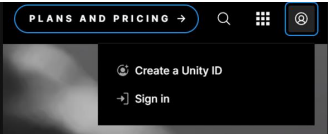 PLANS AND PRICING →
Create a Unity ID
Sign in